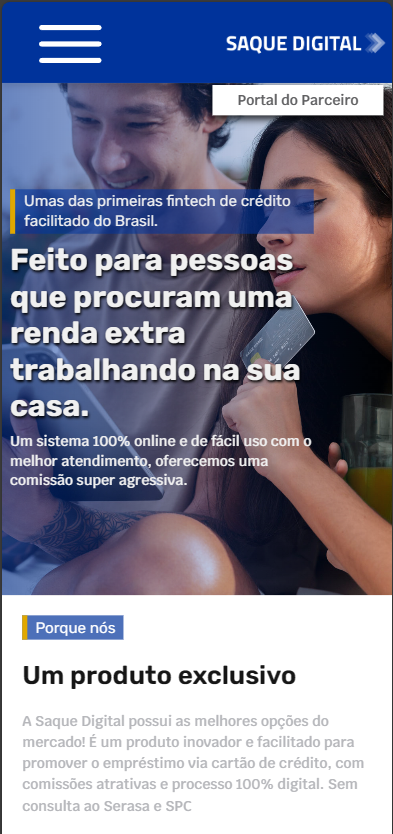 SAQUE DIGITAL
Portal do Parceiro
Umas das primeiras fintech de crédito
facilitado do Brasil.
Feito para pessoas
que procuram uma
renda extra
trabalhando na sua
casa.
Um sistema 100% online e de fácil uso com o
melhor atendimento, oferecemos uma
comissão super agressiva.
Porque nós
Um produto exclusivo
A Saque Digital possui as melhores opções do
mercado! É um produto inovador e facilitado para
promover o empréstimo via cartão de crédito, com
comissões atrativas e processo 100% digital. Sem
consulta ao Serasa e SPC